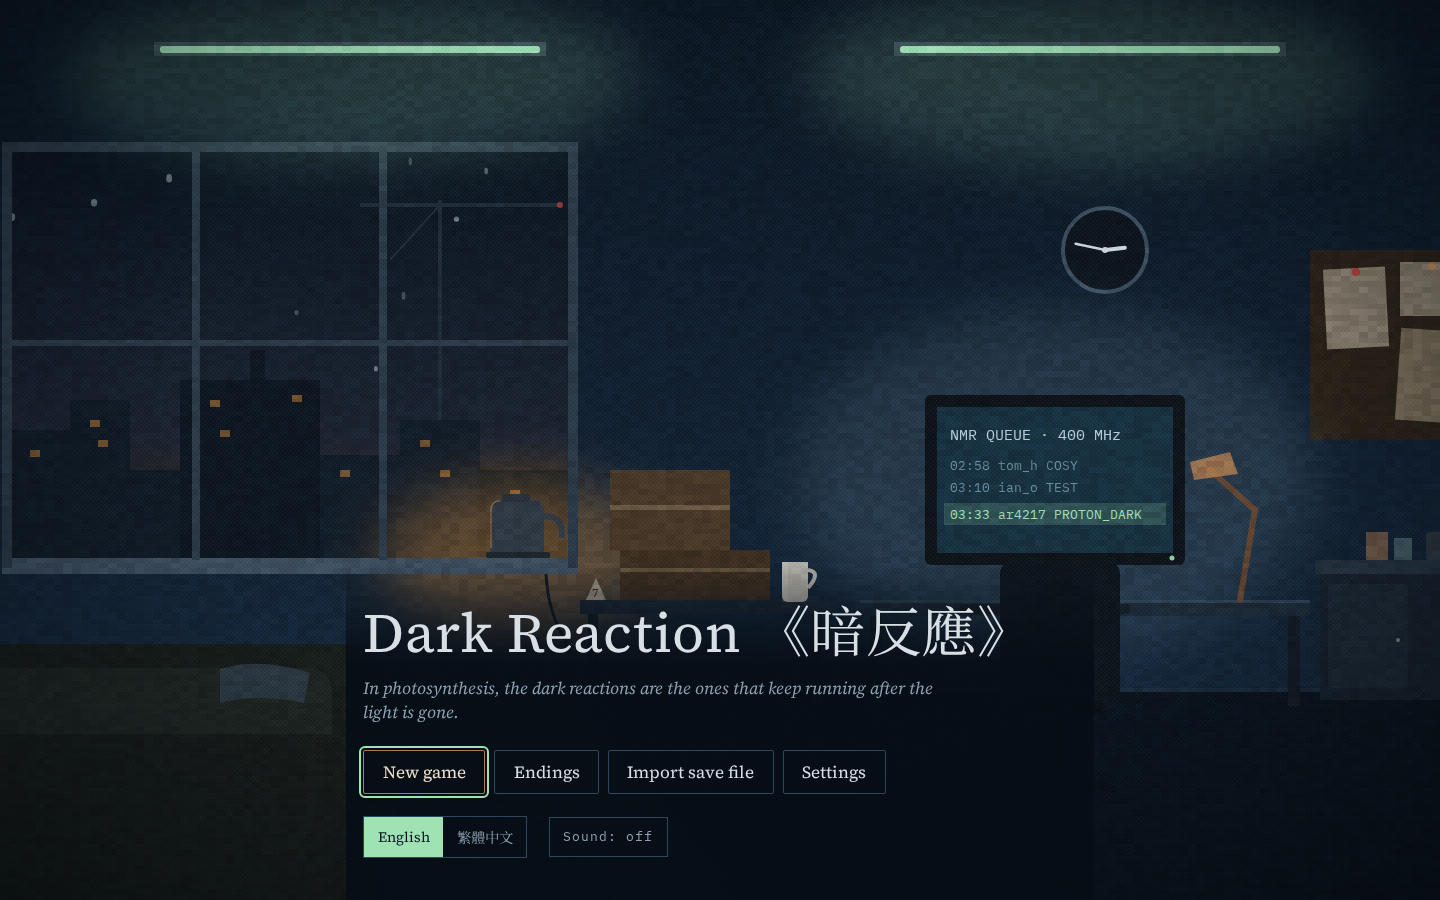 NMR QUEUE · 400 MHz
02:58 tom_h COSY
03:10 ian_o TEST
03:33 ar4217 PROTON_DARK
7
Dark Reaction 《暗反應》
In photosynthesis, the dark reactions are the ones that keep running after the
light is gone.
New game
Endings
Import save file
Settings
English
繁體中文
Sound: off